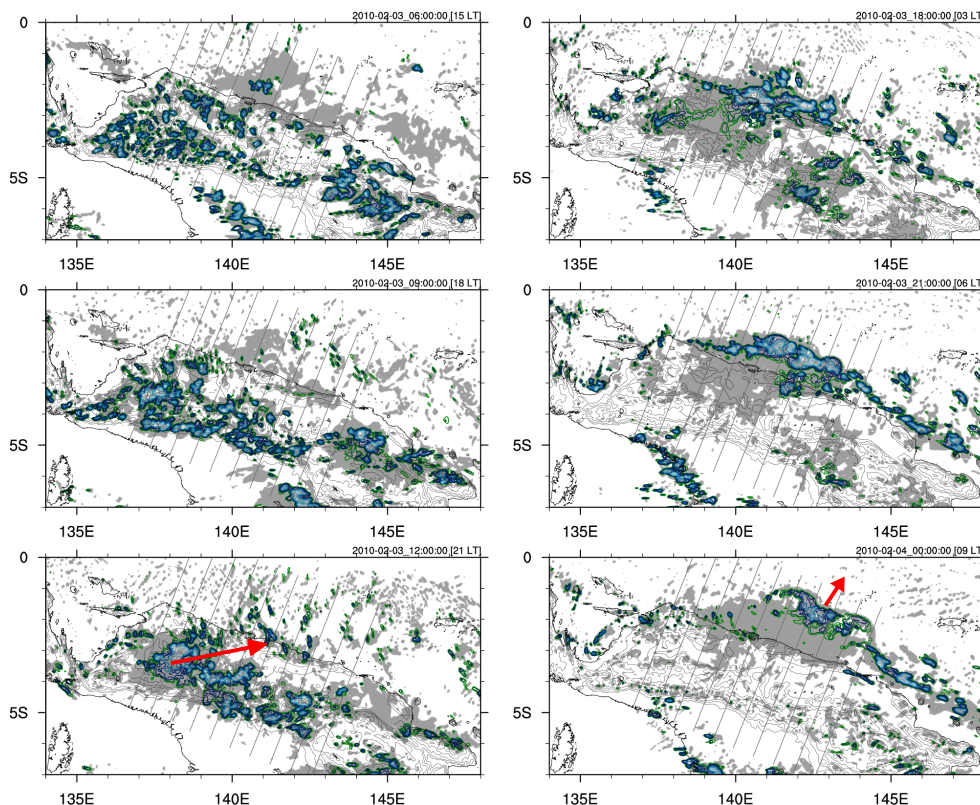 2010-02-03_06:00:00 [15 LT]
0
5S
135E 140E 145E
2010-02-03_18:00:00 [03 LT]
0
5S
135E 140E 145E
2010-02-03_09:00:00 [18 LT]
0
5S
135E 140E 145E
2010-02-03_21:00:00 [06 LT]
0
5S
135E 140E 145E
2010-02-03_12:00:00 [21 LT]
0
5S
135E 140E 145E
2010-02-04_00:00:00 [09 LT]
0
5S
135E 140E 145E